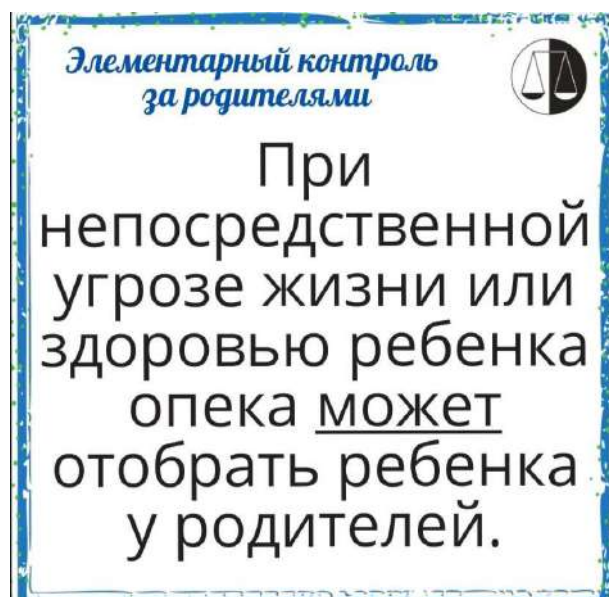 Элементарный контроль
за родителями
При
непосредственной
угрозе жизни или
здоровью ребенка
опека может
отобрать ребенка
у родителей.